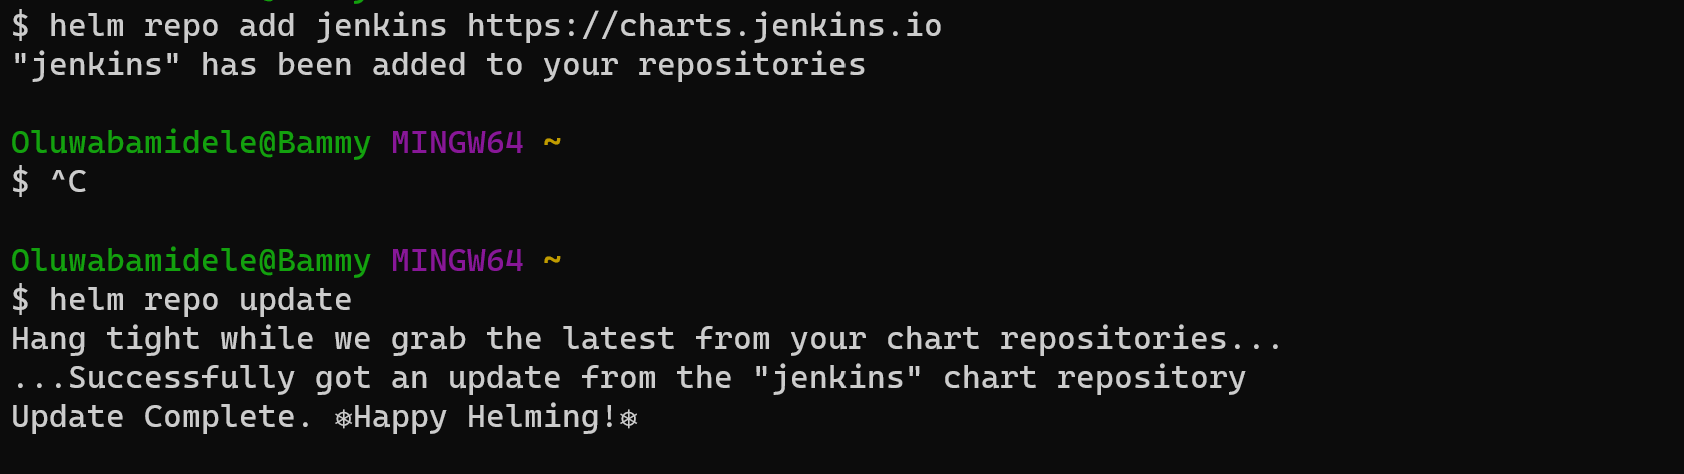 $ helm repo add jenkins https://charts.jenkins.io
"jenkins" has been added to your repositories
Oluwabamidele@Bammy MINGW64 ~
$ ^C
Oluwabamidele@Bammy MINGW64 ~
$ helm repo update
Hang tight while we grab the latest from your chart repositories...
...Successfully got an update from the "jenkins" chart repository
Update Complete. ⎈Happy Helming!⎈